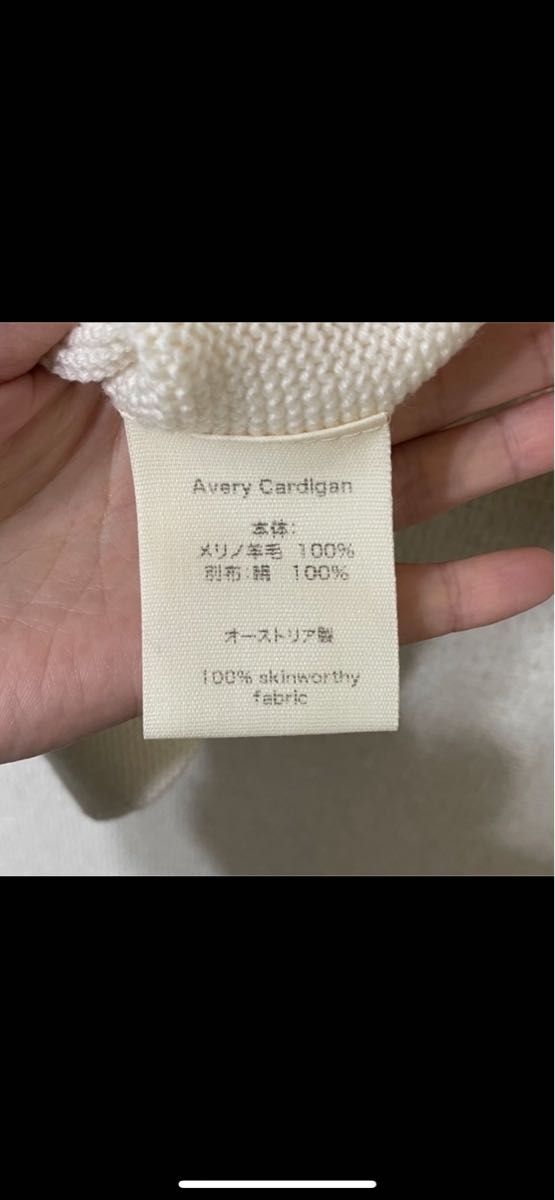 Avery Cardigan
本体:
メリノ羊毛 100%
別布:絹 100%
オーストリア製
100% skinworthy
fabric